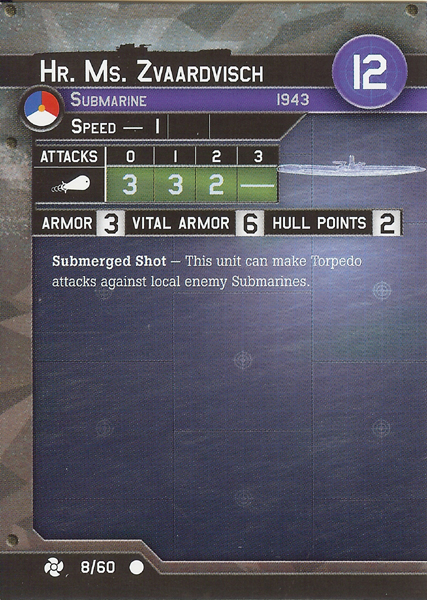 Hr. Ms. Zvaardvisch
12
Submarine 1943
Speed — 1
ATTACKS 0 1 2 3
3 3 2 —
ARMOR 3 VITAL ARMOR 6 HULL POINTS 2
Submerged Shot — This unit can make Torpedo
attacks against local enemy Submarines.
8/60